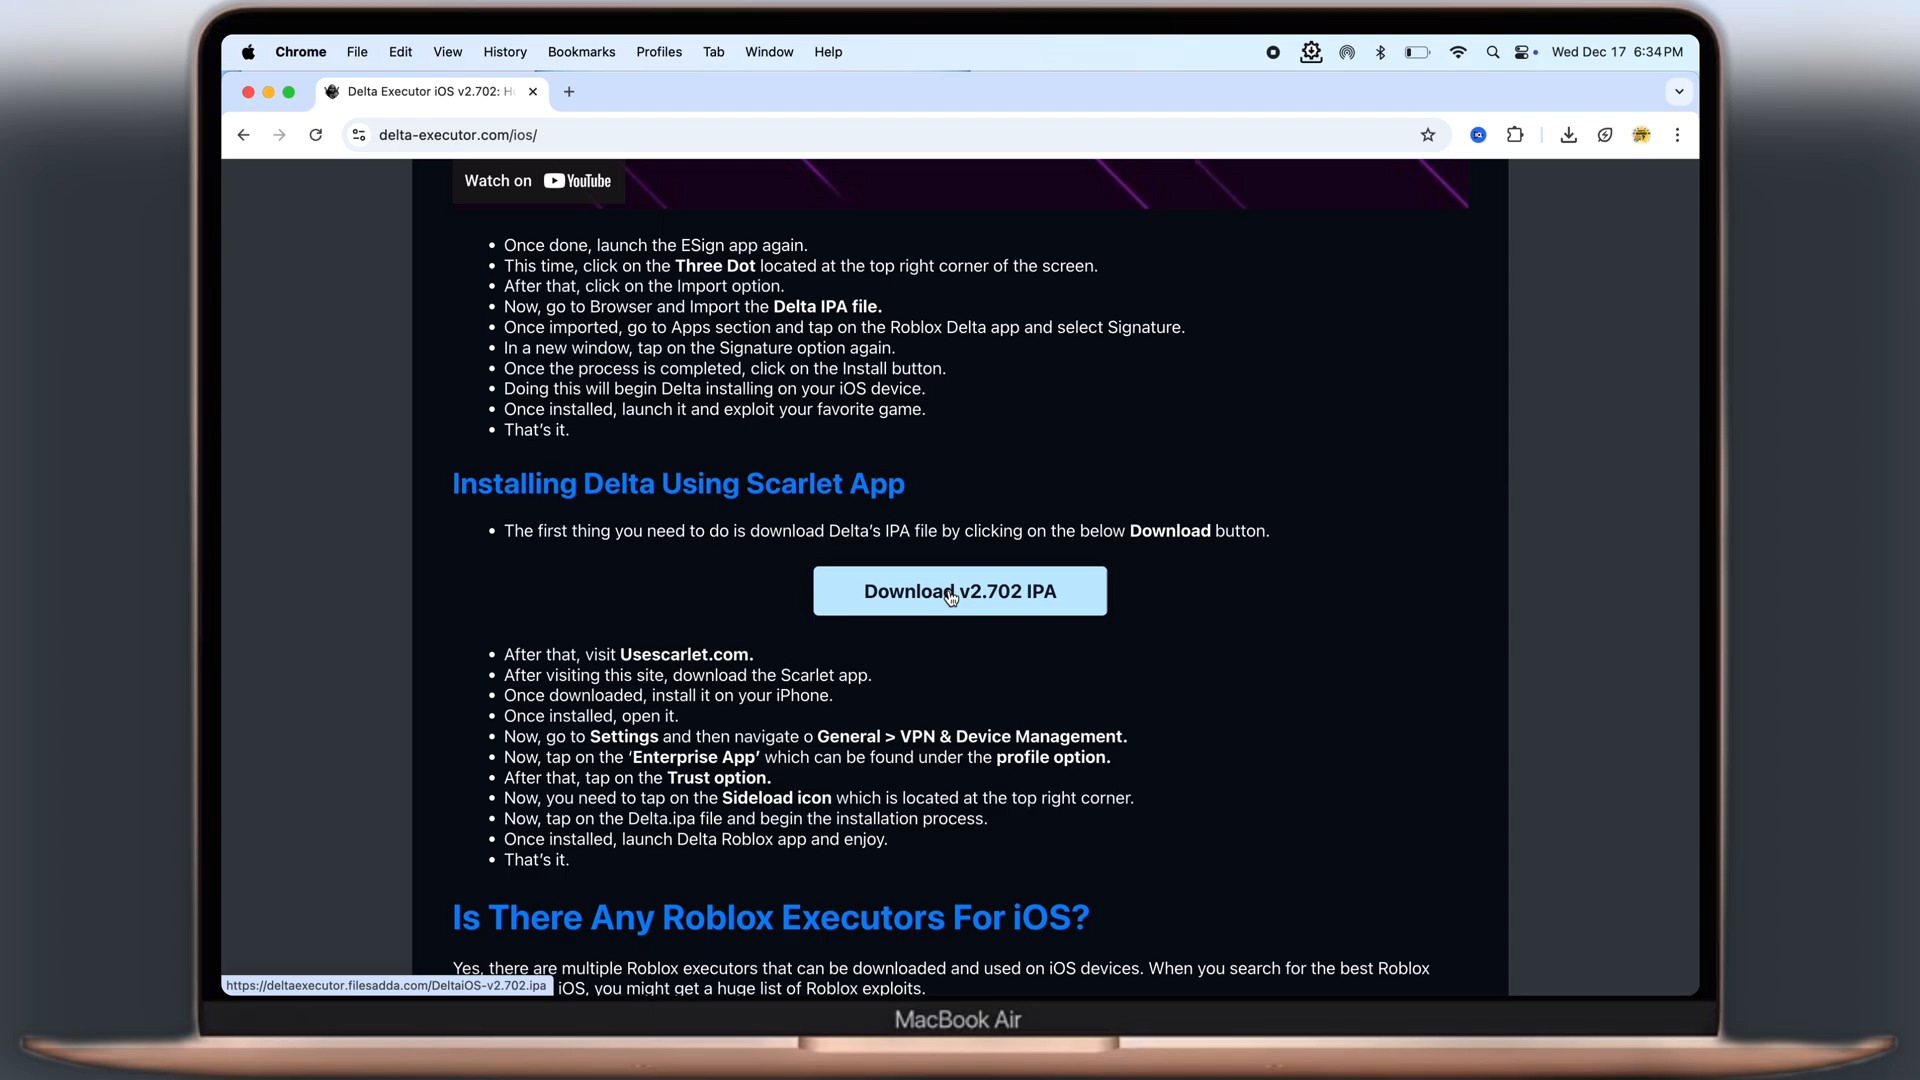 Chrome File Edit View History Bookmarks Profiles Tab Window Help Wed Dec 17 6:34 PM
Delta Executor iOS v2.702: H
delta-executor.com/ios/
Watch on YouTube
• Once done, launch the ESign app again.
• This time, click on the Three Dot located at the top right corner of the screen.
• After that, click on the Import option.
• Now, go to Browser and Import the Delta IPA file.
• Once imported, go to Apps section and tap on the Roblox Delta app and select Signature.
• In a new window, tap on the Signature option again.
• Once the process is completed, click on the Install button.
• Doing this will begin Delta installing on your iOS device.
• Once installed, launch it and exploit your favorite game.
• That's it.
Installing Delta Using Scarlet App
• The first thing you need to do is download Delta's IPA file by clicking on the below Download button.
Download v2.702 IPA
• After that, visit Usescarlet.com.
• After visiting this site, download the Scarlet app.
• Once downloaded, install it on your iPhone.
• Once installed, open it.
• Now, go to Settings and then navigate o General > VPN & Device Management.
• Now, tap on the 'Enterprise App' which can be found under the profile option.
• After that, tap on the Trust option.
• Now, you need to tap on the Sideload icon which is located at the top right corner.
• Now, tap on the Delta.ipa file and begin the installation process.
• Once installed, launch Delta Roblox app and enjoy.
• That's it.
Is There Any Roblox Executors For iOS?
Yes, there are multiple Roblox executors that can be downloaded and used on iOS devices. When you search for the best Roblox
iOS, you might get a huge list of Roblox exploits.
https://deltaexecutor.filesadda.com/DeltaiOS-v2.702.ipa
MacBook Air